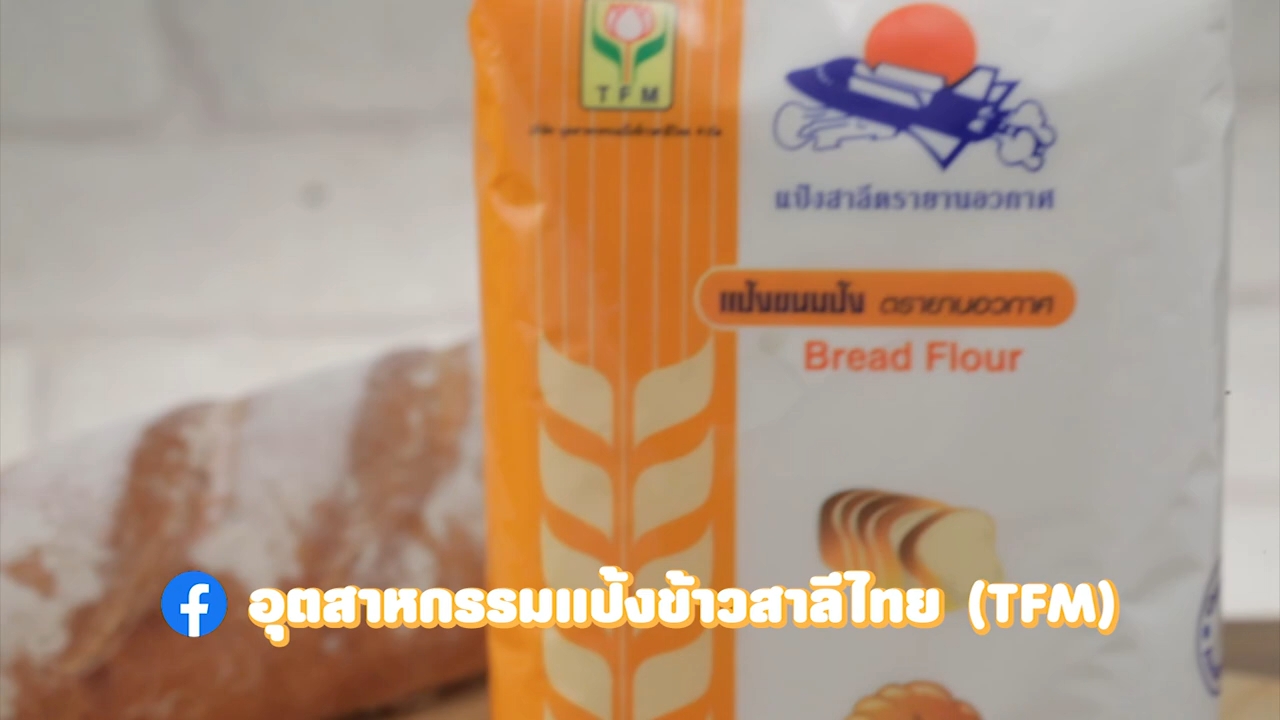 TFM
แป้งสาลีตรายานอวกาศ
แป้งขนมปัง ตรายานอวกาศ
Bread Flour
อุตสาหกรรมแป้งข้าวสาลีไทย (TFM)